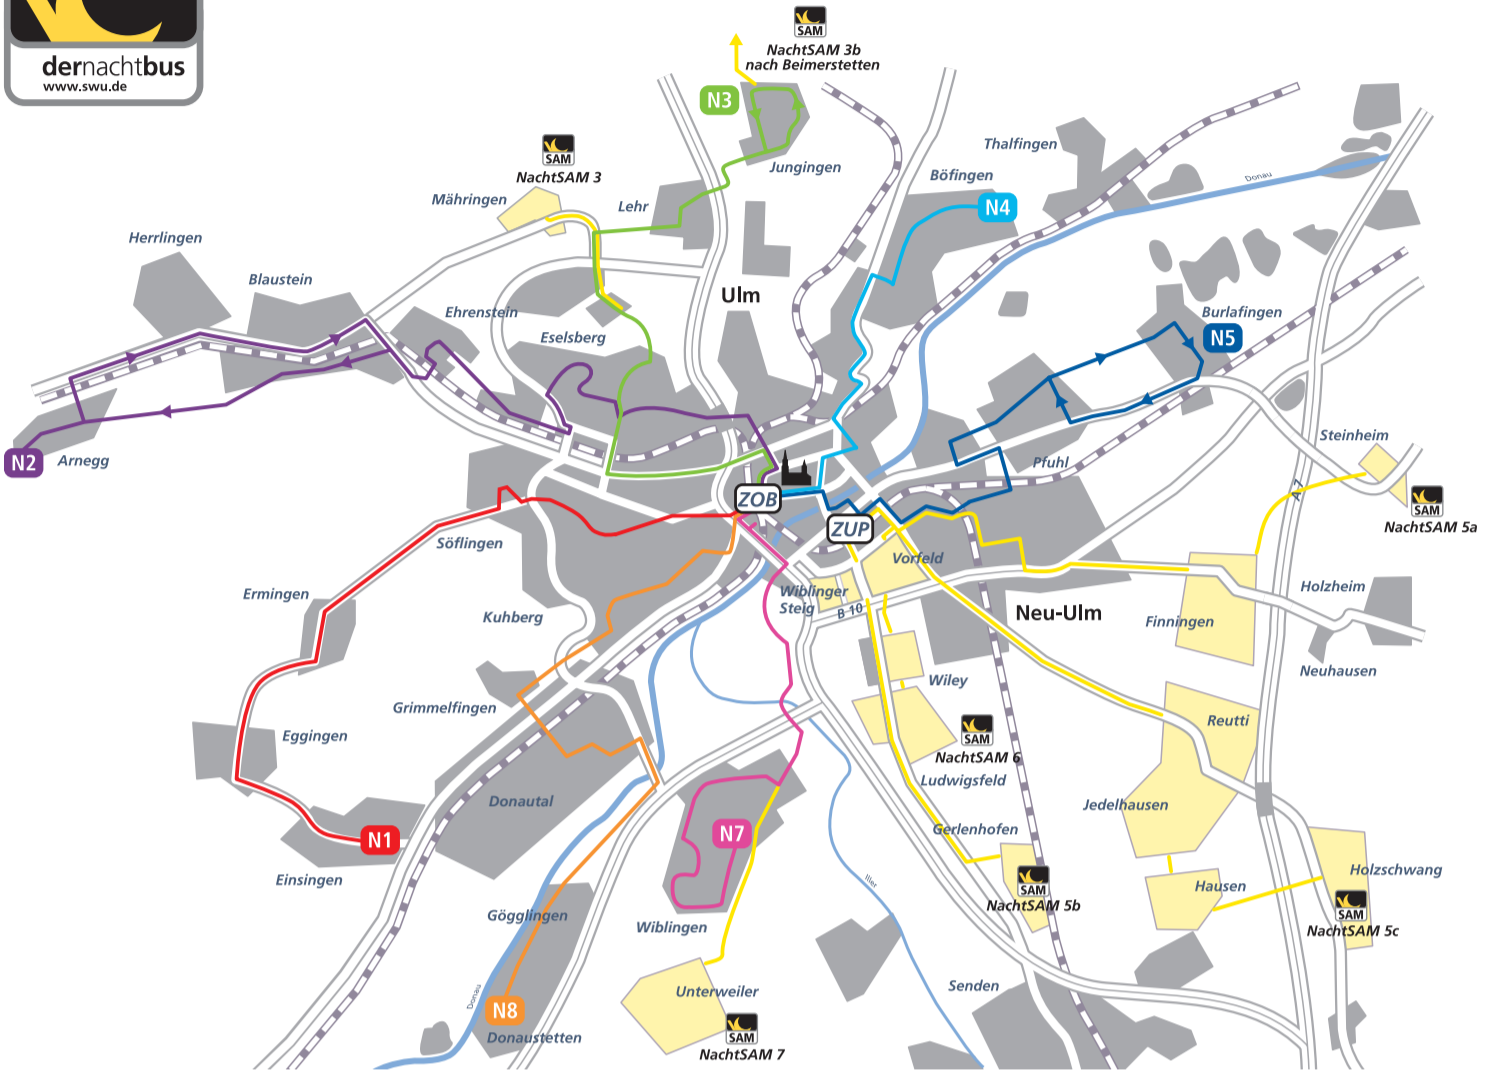 dernachtbus
www.swu.de
SAM
NachtSAM 3b
nach Beimerstetten
N3
Jungingen
SAM
NachtSAM 3
Mähringen
Lehr
Thalfingen
Böfingen
N4
Donau
Herrlingen
Blaustein
Ehrenstein
Eselsberg
Ulm
Burlafingen
N5
N2
Arnegg
Pfuhl
Steinheim
A 7
SAM
NachtSAM 5a
ZOB
ZUP
Söflingen
Vorfeld
Ermingen
Kuhberg
Wiblinger
Steig
B 10
Neu-Ulm
Holzheim
Finningen
Neuhausen
Grimmelfingen
Wiley
Eggingen
Reutti
SAM
NachtSAM 6
Ludwigsfeld
Donautal
Jedelhausen
N1
N7
Gerlenhofen
Einsingen
Iller
SAM
NachtSAM 5b
Hausen
Holzschwang
SAM
NachtSAM 5c
Gögglingen
Wiblingen
Donau
N8
Unterweiler
Senden
Donaustetten
SAM
NachtSAM 7